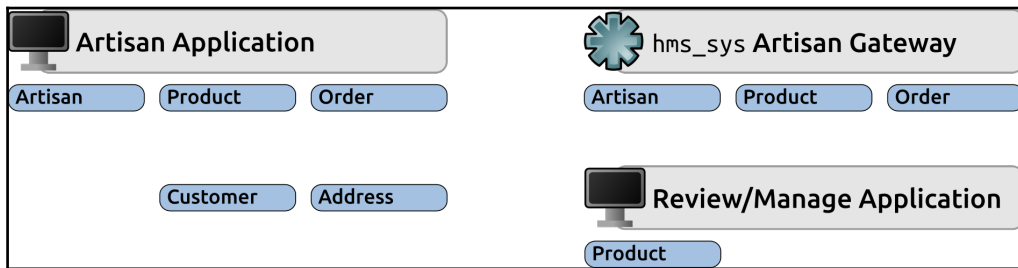 Artisan Application
hms_sys Artisan Gateway
Artisan Product Order
Artisan Product Order
Customer Address
Review/Manage Application
Product